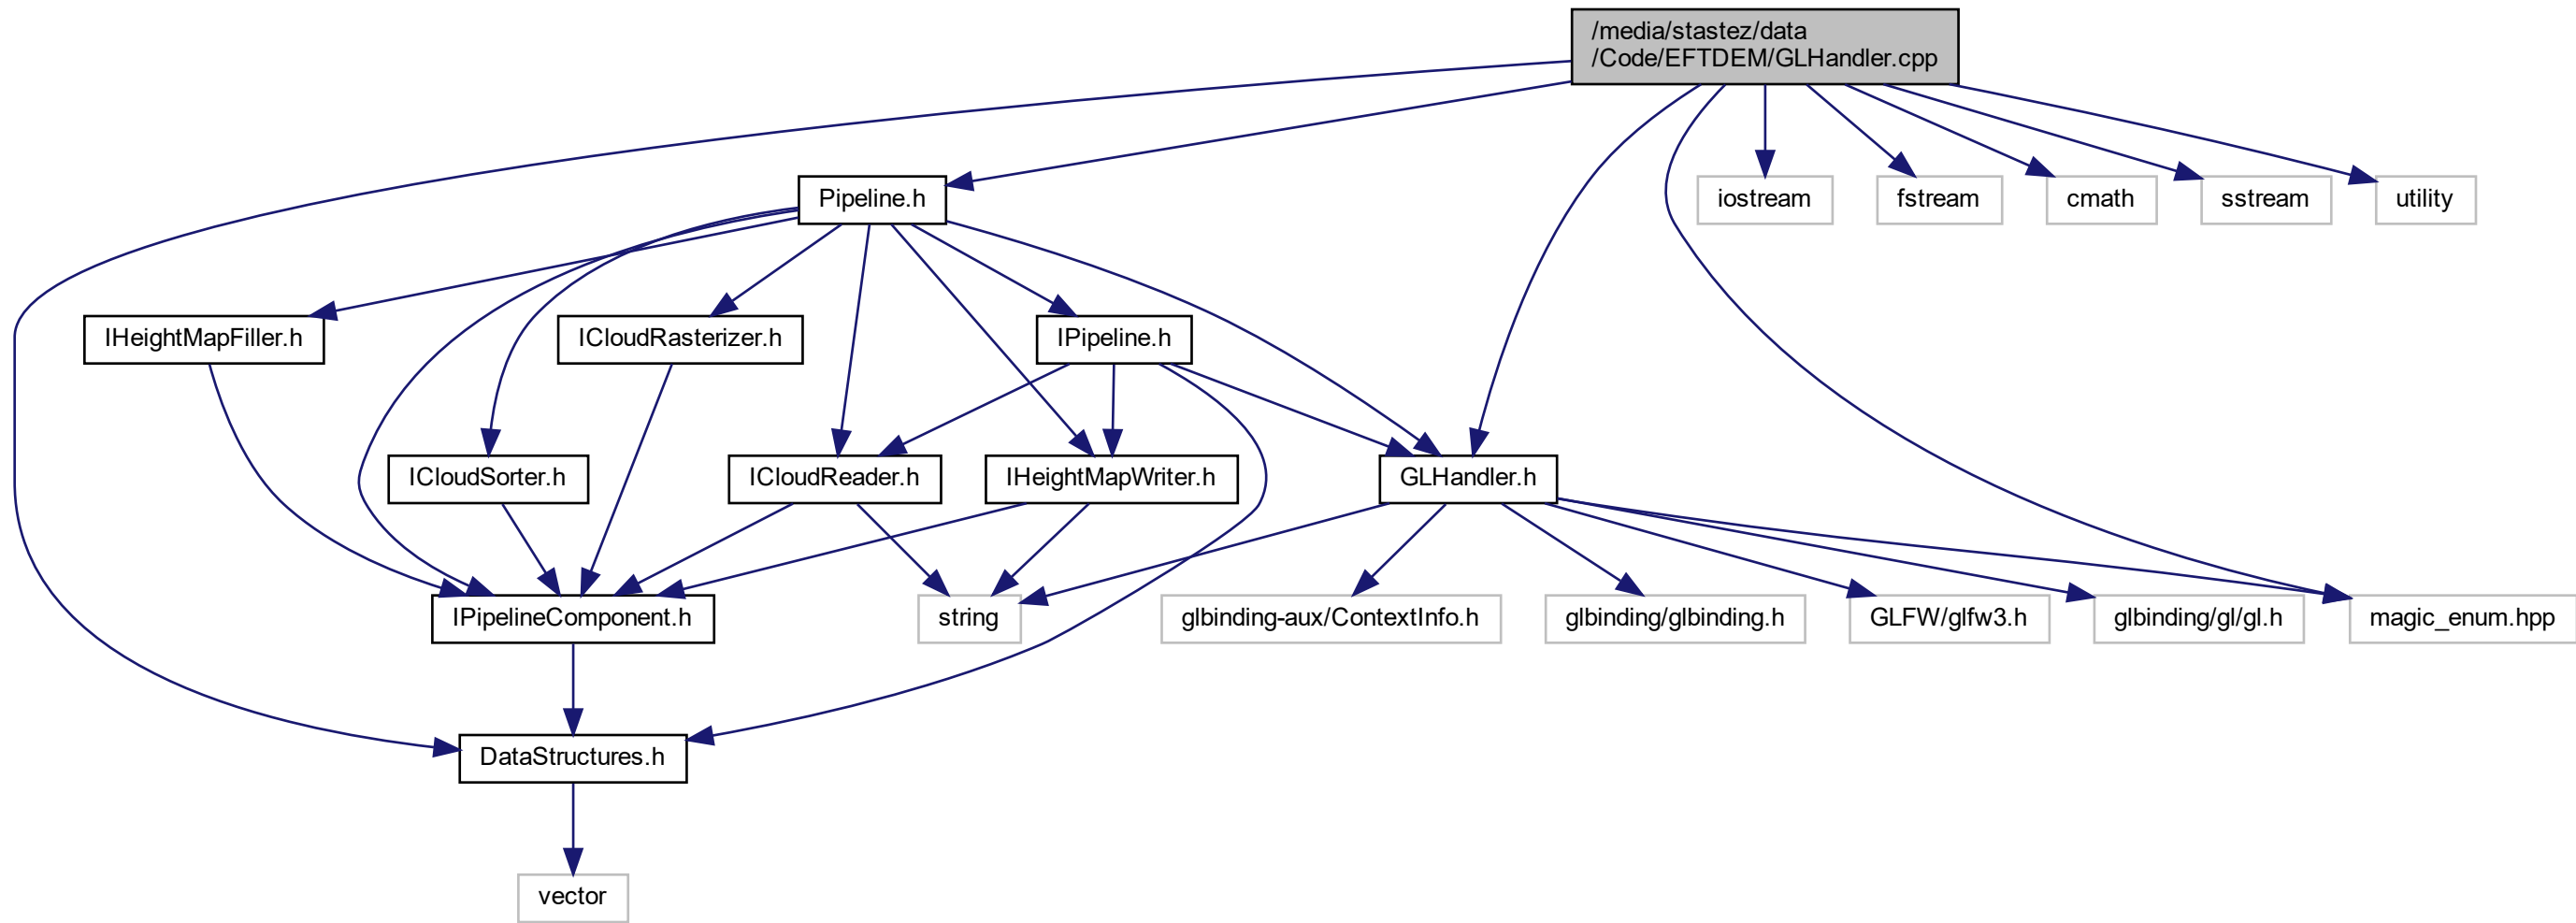 /media/stastez/data
/Code/EFTDEM/GLHandler.cpp
Pipeline.h
iostream
fstream
cmath
sstream
utility
IHeightMapFiller.h
ICloudRasterizer.h
IPipeline.h
ICloudSorter.h
ICloudReader.h
IHeightMapWriter.h
GLHandler.h
IPipelineComponent.h
string
glbinding-aux/ContextInfo.h
glbinding/glbinding.h
GLFW/glfw3.h
glbinding/gl/gl.h
magic_enum.hpp
DataStructures.h
vector